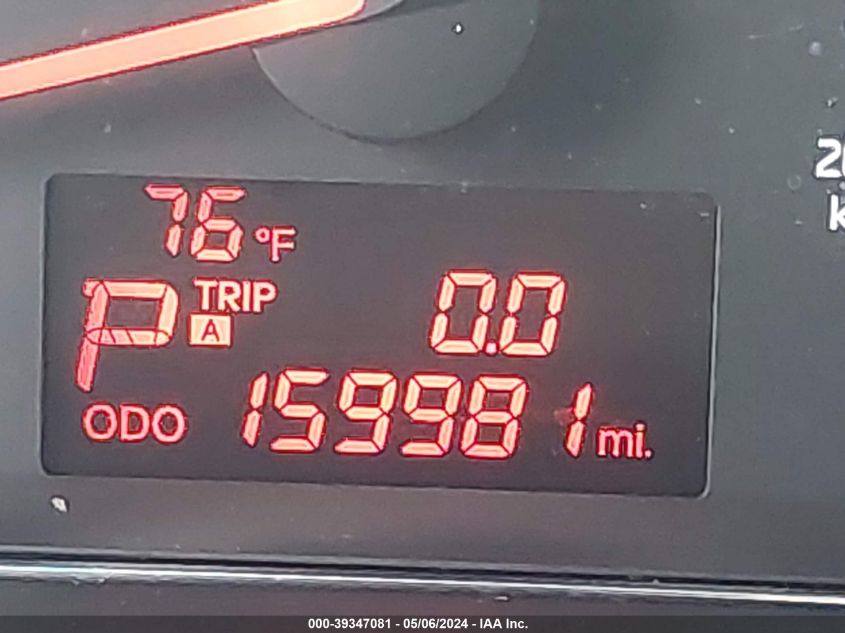 76 °F
P TRIP A 0.0
ODO 159981 mi.
000-39347081 - 05/06/2024 - IAA Inc.